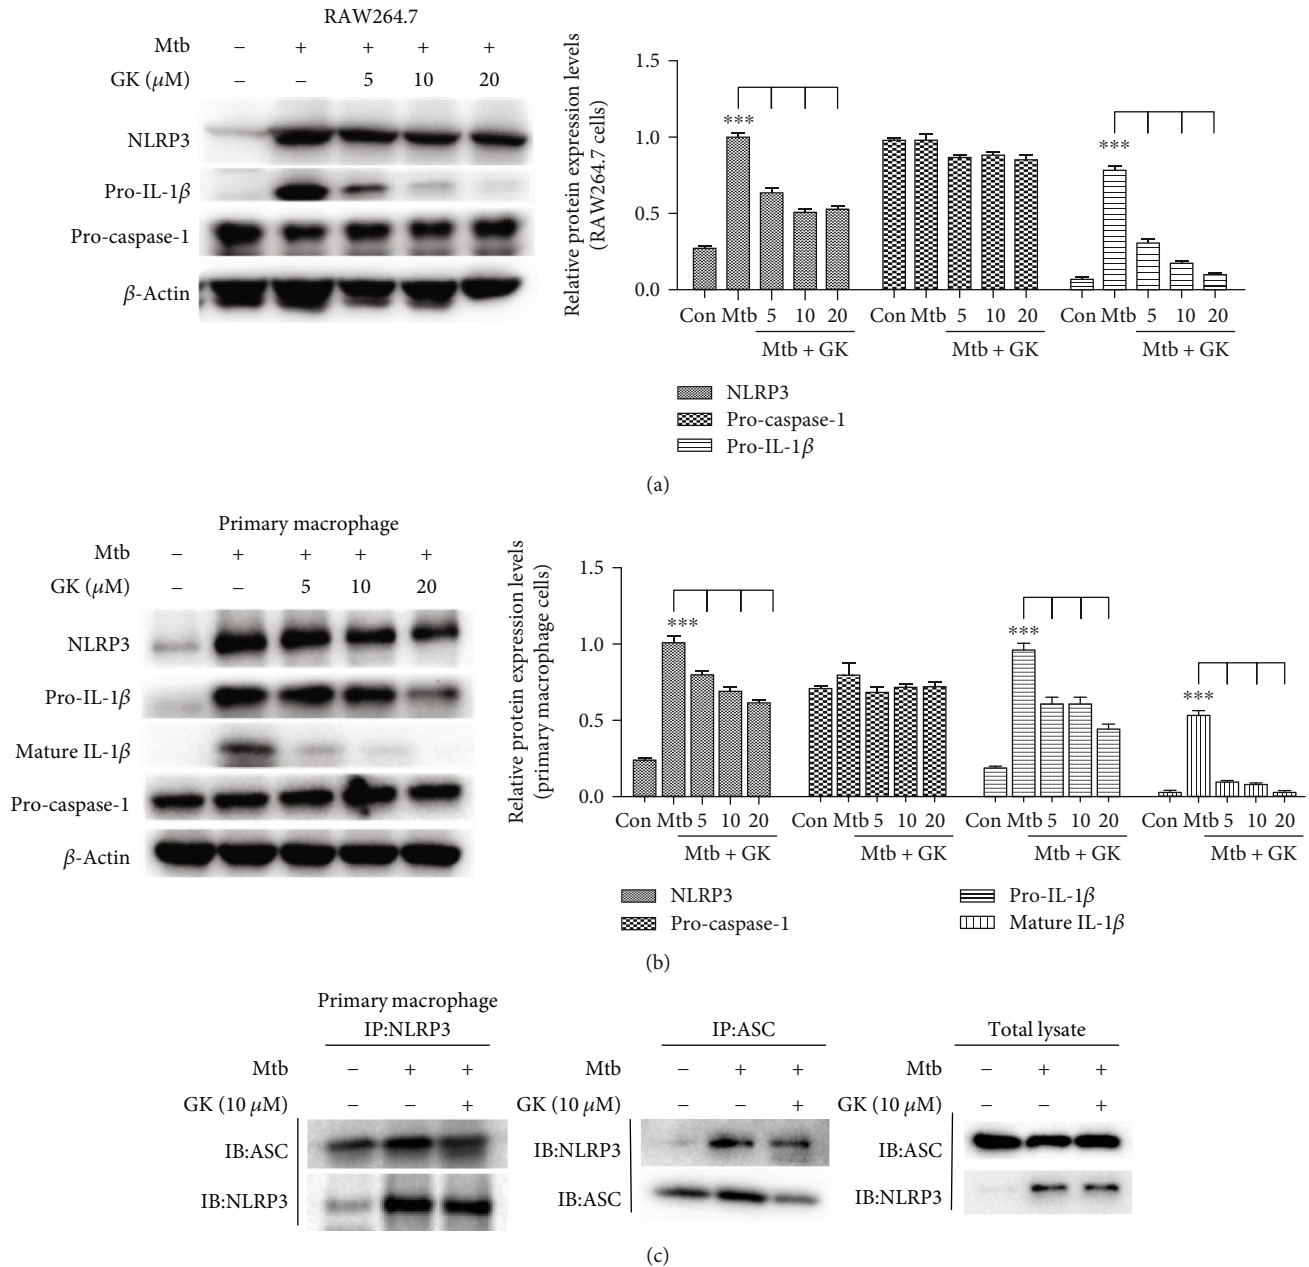 RAW264.7
Mtb – + + + +
GK (μM) – – 5 10 20
NLRP3
Pro-IL-1β
Pro-caspase-1
β-Actin
Relative protein expression levels
(RAW264.7 cells)
1.5
1.0
0.5
0.0
*** ***
Con Mtb 5 10 20 Con Mtb 5 10 20 Con Mtb 5 10 20
Mtb + GK Mtb + GK Mtb + GK
NLRP3
Pro-caspase-1
Pro-IL-1β
(a)
Primary macrophage
Mtb – + + + +
GK (μM) – – 5 10 20
NLRP3
Pro-IL-1β
Mature IL-1β
Pro-caspase-1
β-Actin
Relative protein expression levels
(primary macrophage cells)
1.5
1.0
0.5
0.0
*** *** ***
Con Mtb 5 10 20 Con Mtb 5 10 20 Con Mtb 5 10 20 Con Mtb 5 10 20
Mtb + GK Mtb + GK Mtb + GK Mtb + GK
NLRP3 Pro-IL-1β
Pro-caspase-1 Mature IL-1β
(b)
Primary macrophage
IP:NLRP3
Mtb – + +
GK (10 μM) – – +
IB:ASC
IB:NLRP3
IP:ASC
Mtb – + +
GK (10 μM) – – +
IB:NLRP3
IB:ASC
Total lysate
Mtb – + +
GK (10 μM) – – +
IB:ASC
IB:NLRP3
(c)